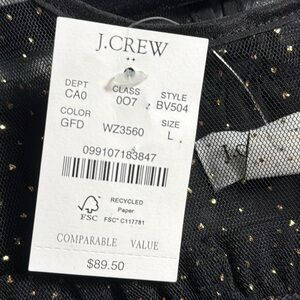 J.CREW
DEPT CLASS STYLE
CA0 0O7 BV504
COLOR SIZE
GFD WZ3560 L
099107183847
FSC
RECYCLED
Paper
FSC® C117781
COMPARABLE VALUE
$89.50